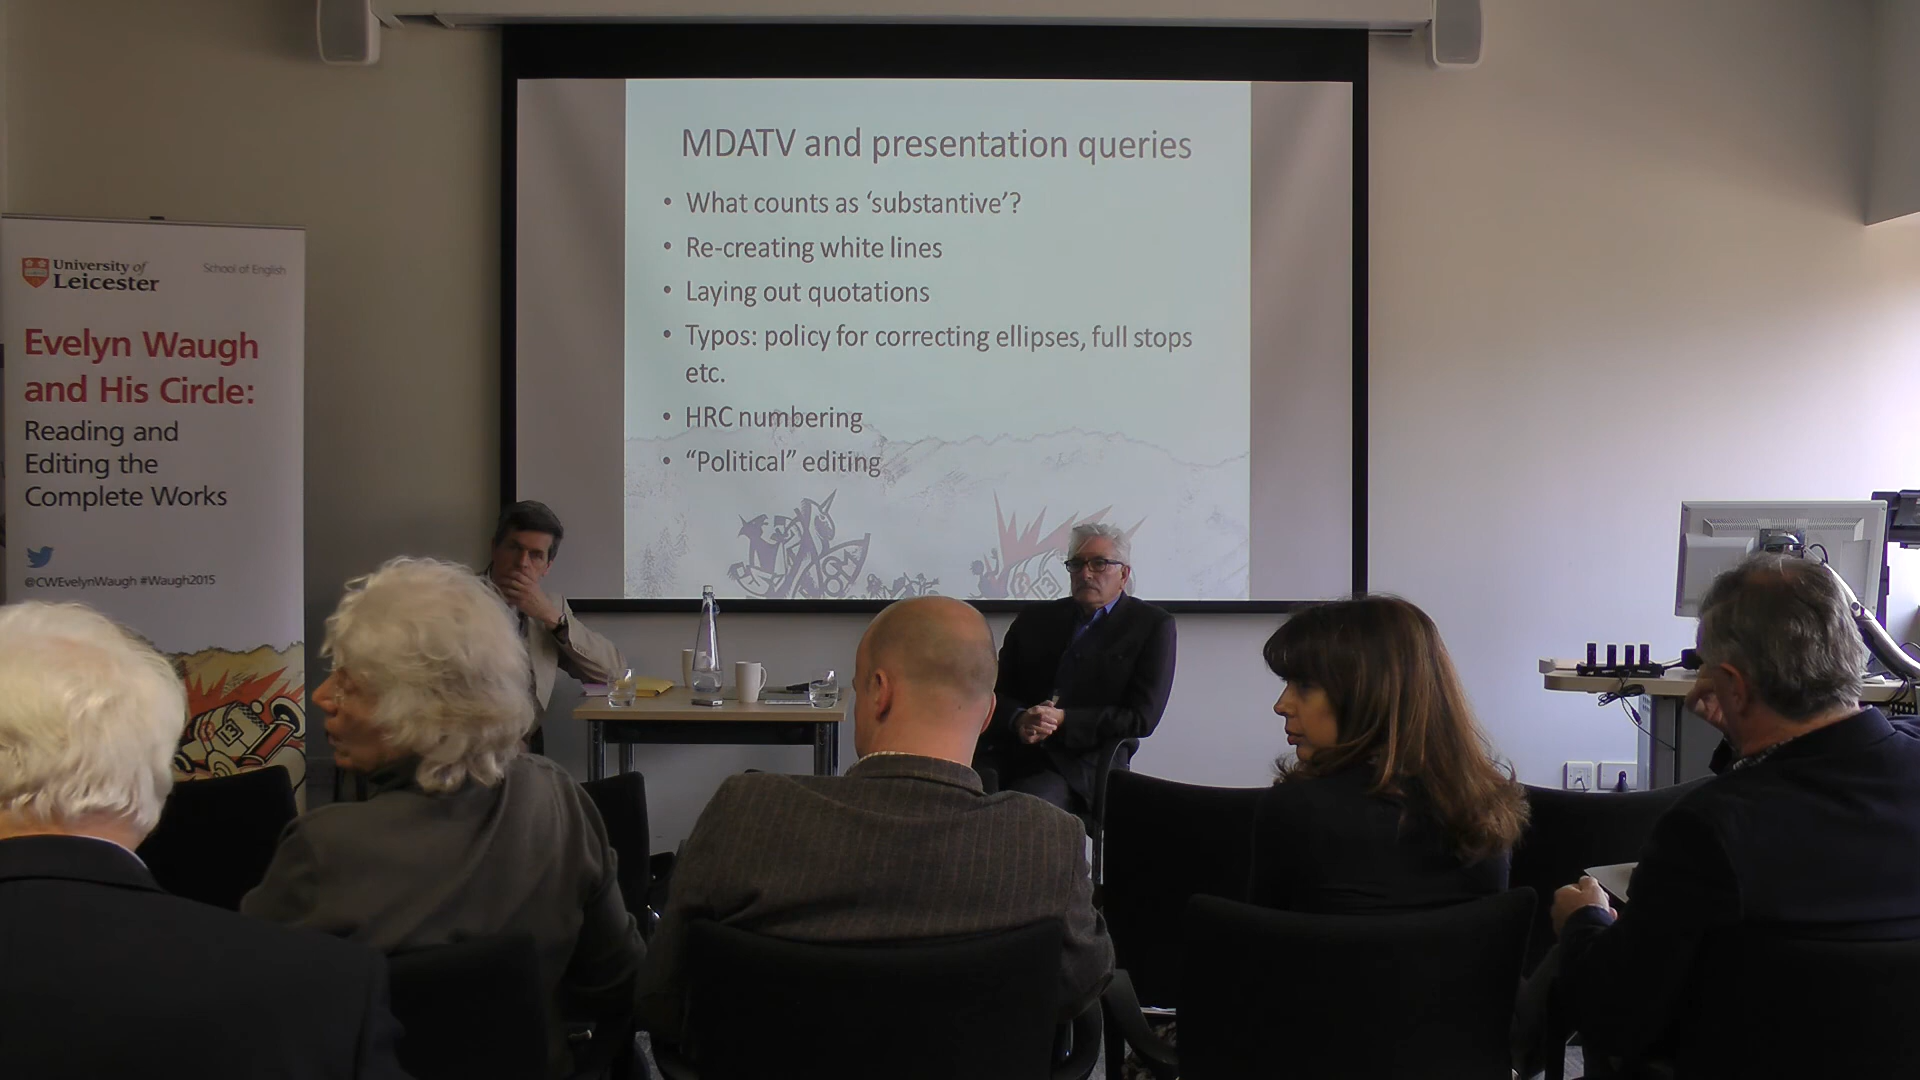 MDATV and presentation queries
• What counts as ‘substantive’?
• Re-creating white lines
• Laying out quotations
• Typos: policy for correcting ellipses, full stops
etc.
• HRC numbering
• “Political” editing
University of
Leicester
School of English
Evelyn Waugh
and His Circle:
Reading and
Editing the
Complete Works
@CWEvelynWaugh #Waugh2015
13
13